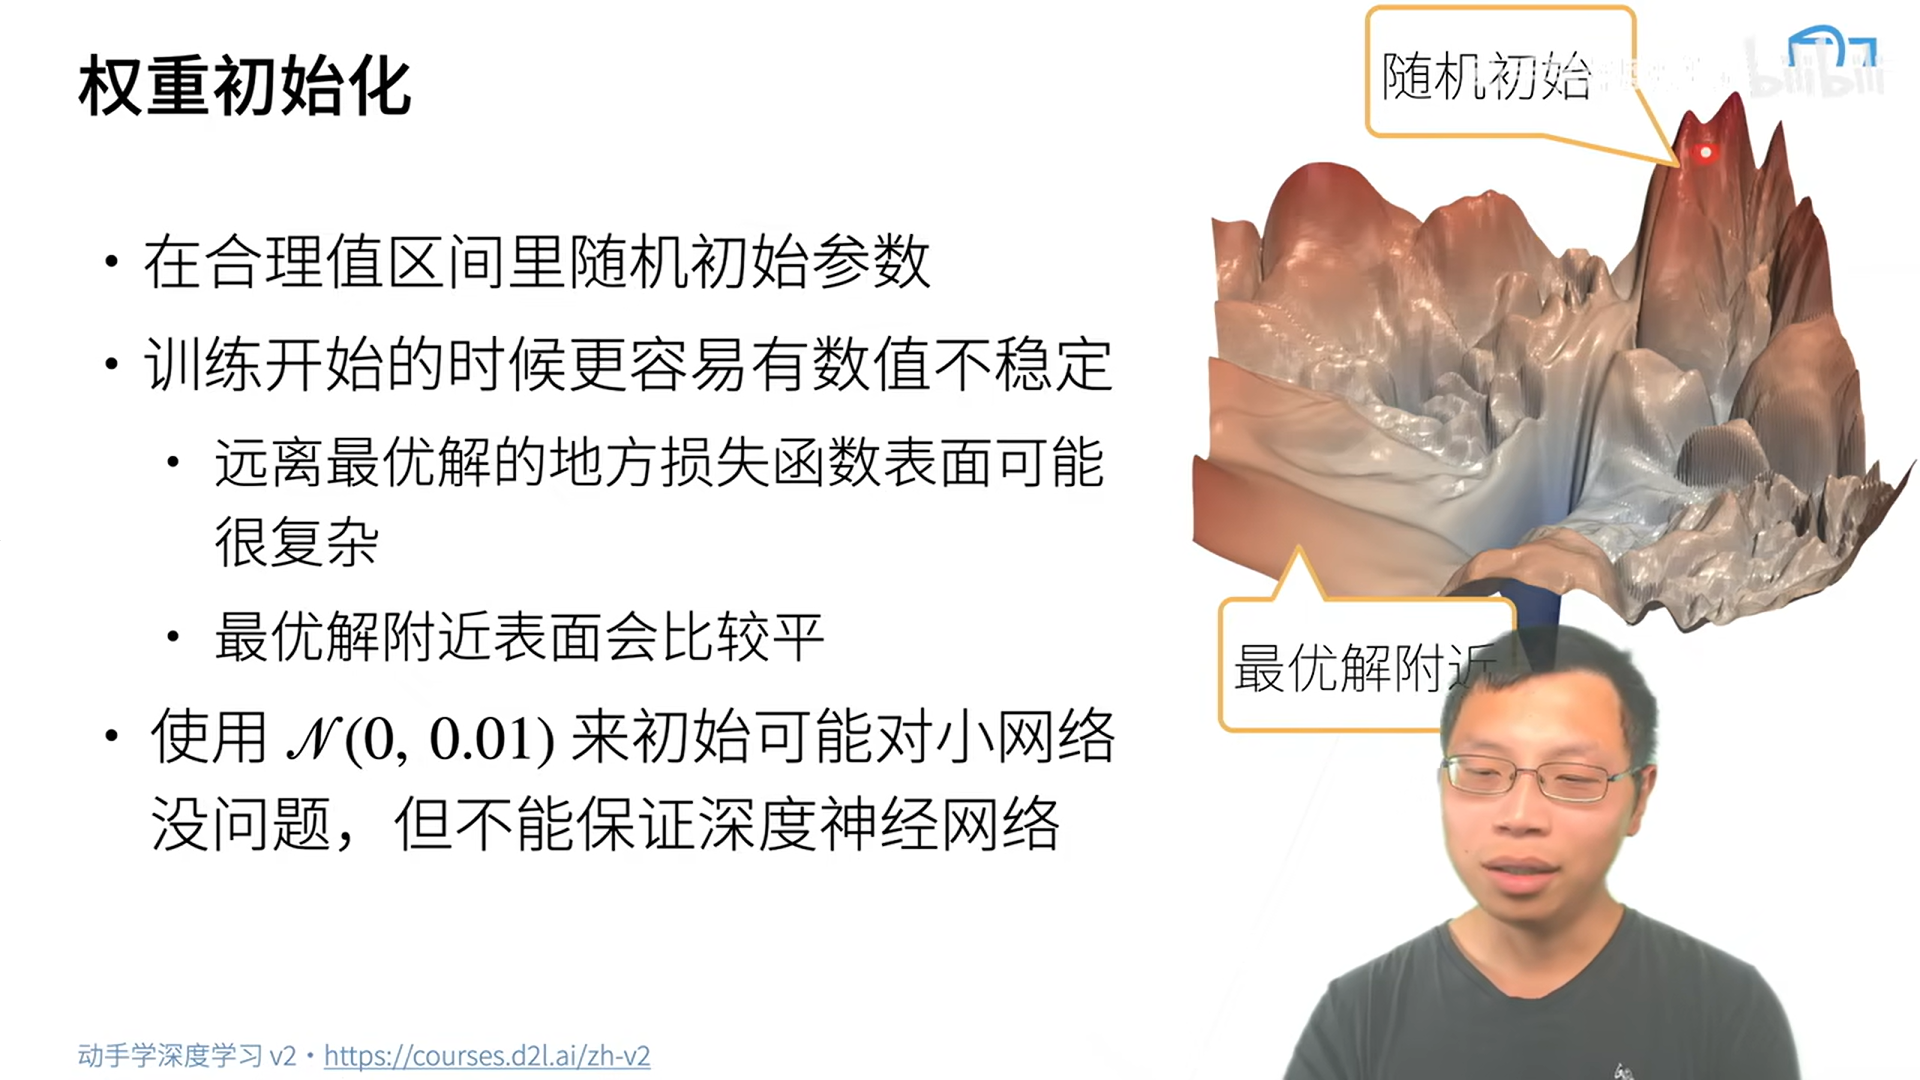 权重初始化
随机初始
bilibili
• 在合理值区间里随机初始参数
• 训练开始的时候更容易有数值不稳定
• 远离最优解的地方损失函数表面可能
很复杂
• 最优解附近表面会比较平
最优解附近
• 使用 𝒩(0, 0.01) 来初始可能对小网络
没问题，但不能保证深度神经网络
动手学深度学习 v2 • https://courses.d2l.ai/zh-v2